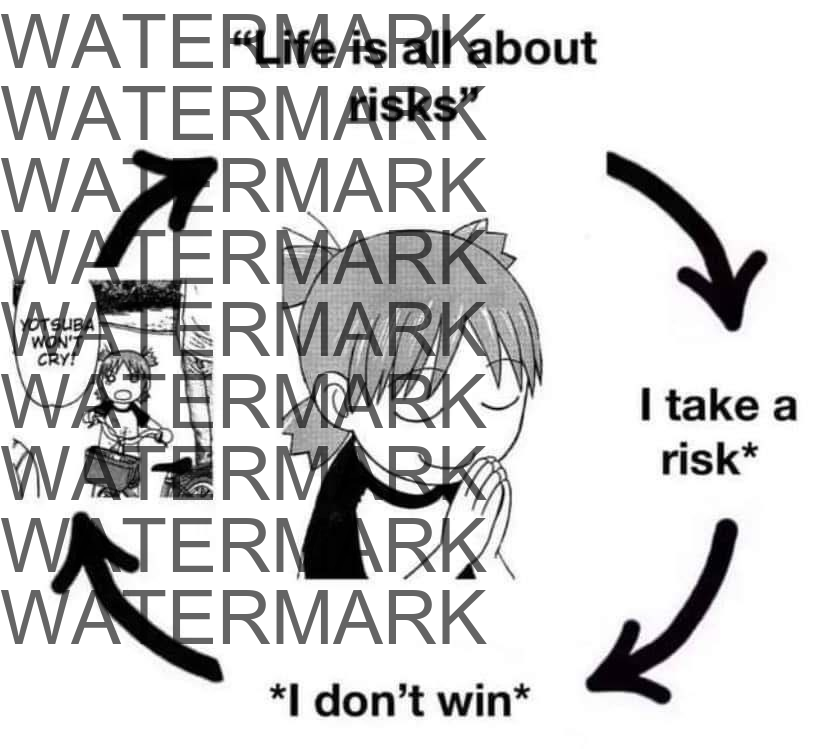 WATERMARK
“Life is all about
WATERMARK
risks”
WATERMARK
WATERMARK
WATERMARK
YOTSUBA
WON'T
CRY!
WATERMARK
I take a
risk*
WATERMARK
WATERMARK
WATERMARK
*I don’t win*